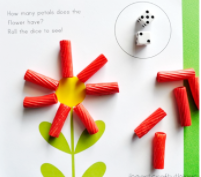 How many petals does the
flower have?
Roll the dice to see!